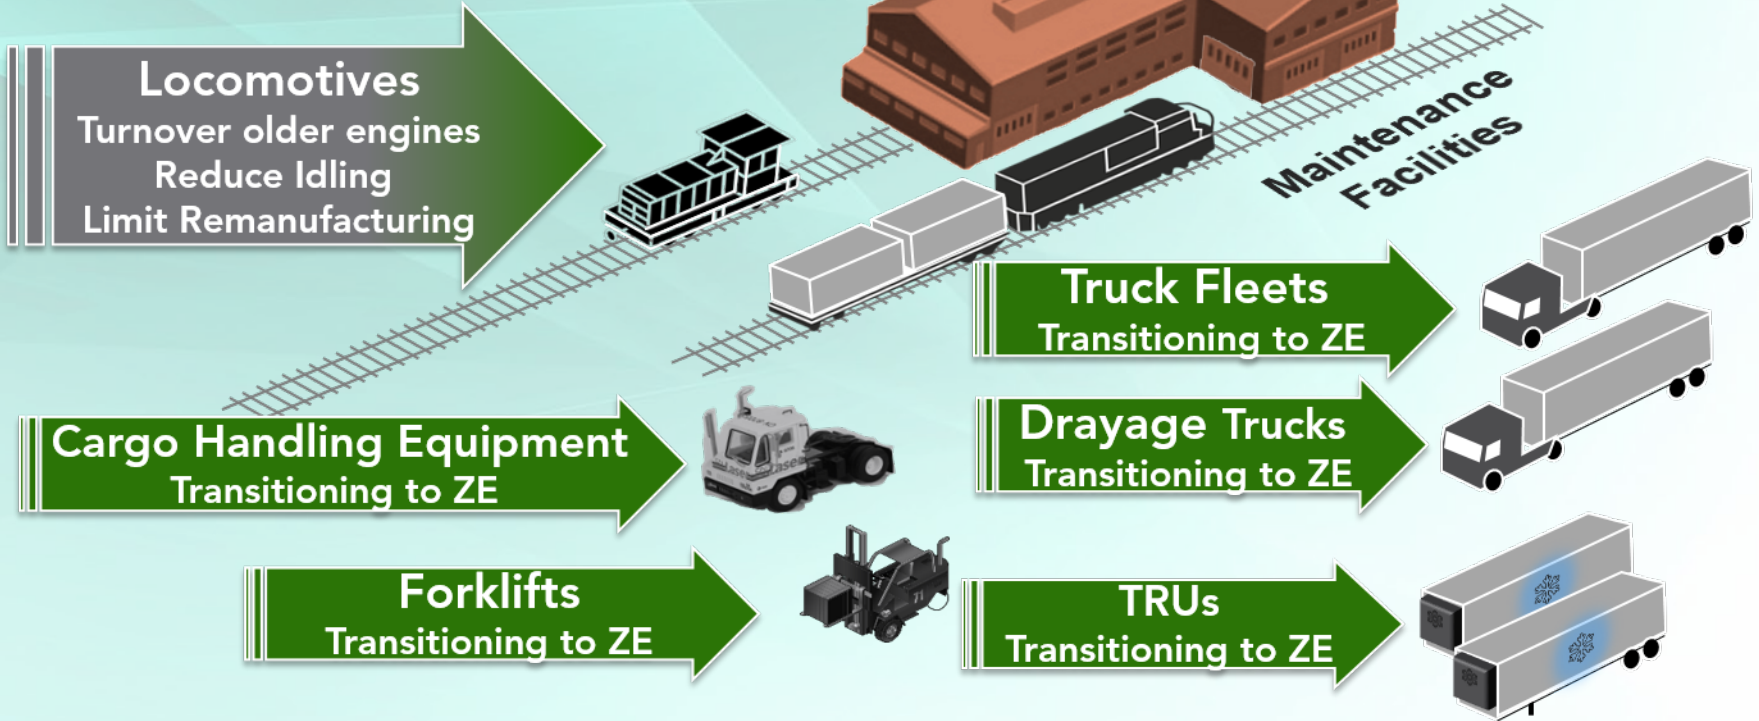 Locomotives
Turnover older engines
Reduce Idling
Limit Remanufacturing
Maintenance
Facilities
Truck Fleets
Transitioning to ZE
Cargo Handling Equipment
Transitioning to ZE
Drayage Trucks
Transitioning to ZE
Forklifts
Transitioning to ZE
71
TRUs
Transitioning to ZE